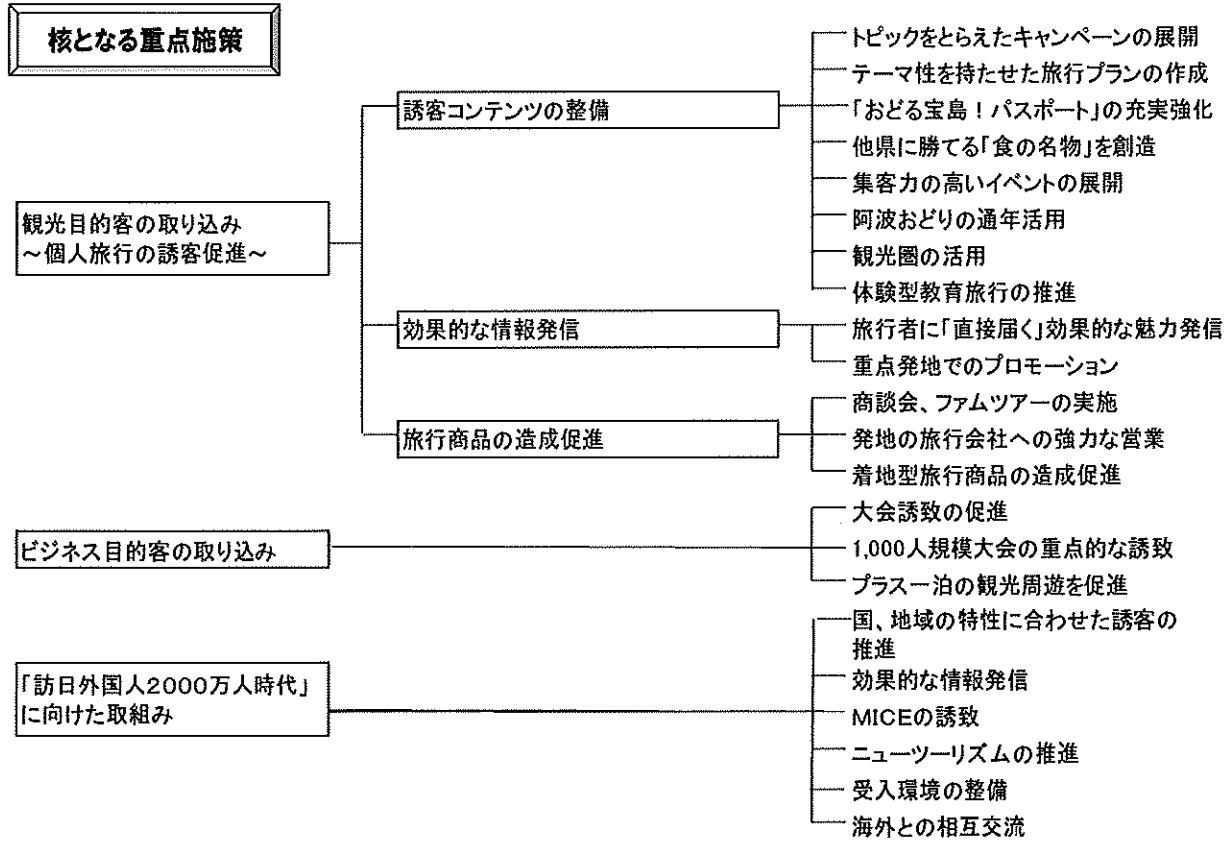 核となる重点施策
観光目的客の取り込み
～個人旅行の誘客促進～
誘客コンテンツの整備
トピックをとらえたキャンペーンの展開
テーマ性を持たせた旅行プランの作成
「おどる宝島！パスポート」の充実強化
他県に勝てる「食の名物」を創造
集客力の高いイベントの展開
阿波おどりの通年活用
観光圏の活用
体験型教育旅行の推進
効果的な情報発信
旅行者に「直接届く」効果的な魅力発信
重点発地でのプロモーション
旅行商品の造成促進
商談会、ファムツアーの実施
発地の旅行会社への強力な営業
着地型旅行商品の造成促進
ビジネス目的客の取り込み
大会誘致の促進
1,000人規模大会の重点的な誘致
プラス一泊の観光周遊を促進
「訪日外国人2000万人時代」
に向けた取組み
国、地域の特性に合わせた誘客の
推進
効果的な情報発信
MICEの誘致
ニューツーリズムの推進
受入環境の整備
海外との相互交流